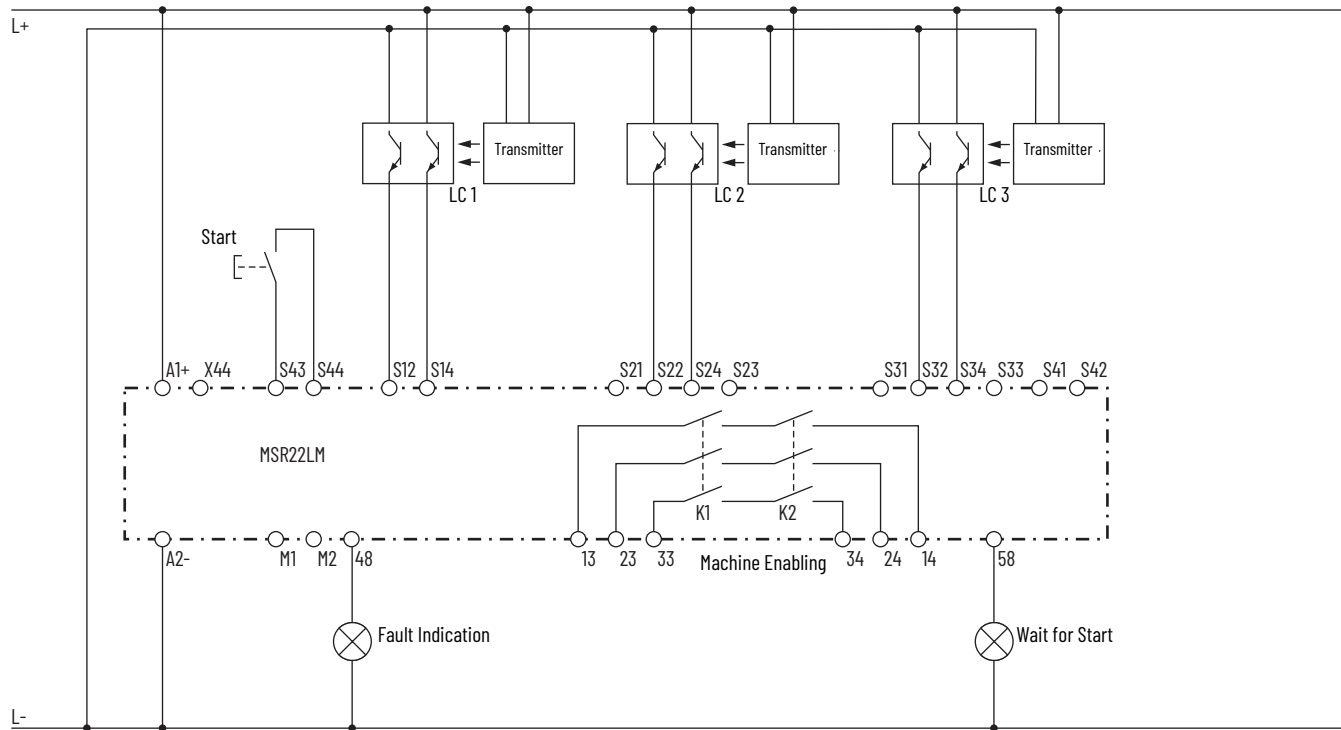 L+
Transmitter
Transmitter
Transmitter
LC 1
LC 2
LC 3
Start
A1+ X44 S43 S44 S12 S14 S21 S22 S24 S23 S31 S32 S34 S33 S41 S42
MSR22LM
K1 K2
A2- M1 M2 48 13 23 33 Machine Enabling 34 24 14 58
Fault Indication
Wait for Start
L-